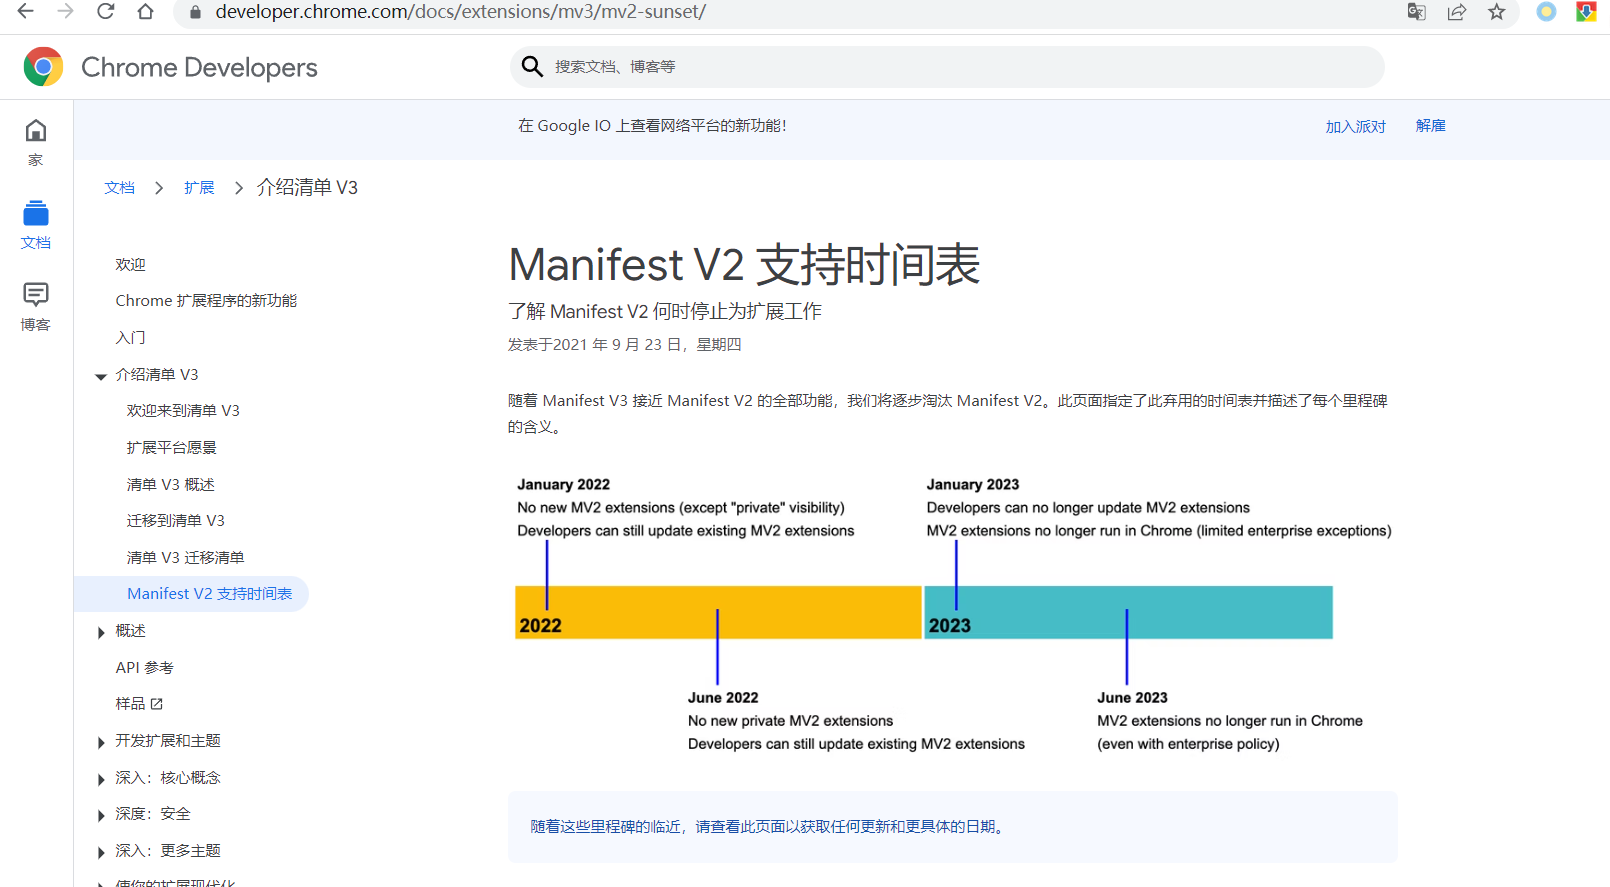 developer.chrome.com/docs/extensions/mv3/mv2-sunset/
Chrome Developers
搜索文档、博客等
在 Google IO 上查看网络平台的新功能！
加入派对
解雇
家
文档
博客
文档
扩展
介绍清单 V3
欢迎
Chrome 扩展程序的新功能
入门
介绍清单 V3
欢迎来到清单 V3
扩展平台愿景
清单 V3 概述
迁移到清单 V3
清单 V3 迁移清单
Manifest V2 支持时间表
概述
API 参考
样品
开发扩展和主题
深入：核心概念
深度：安全
深入：更多主题
使您的扩展现代化
Manifest V2 支持时间表
了解 Manifest V2 何时停止为扩展工作
发表于2021 年 9 月 23 日，星期四
随着 Manifest V3 接近 Manifest V2 的全部功能，我们将逐步淘汰 Manifest V2。此页面指定了此弃用的时间表并描述了每个里程碑
的含义。
January 2022
No new MV2 extensions (except "private" visibility)
Developers can still update existing MV2 extensions
January 2023
Developers can no longer update MV2 extensions
MV2 extensions no longer run in Chrome (limited enterprise exceptions)
2022
2023
June 2022
No new private MV2 extensions
Developers can still update existing MV2 extensions
June 2023
MV2 extensions no longer run in Chrome
(even with enterprise policy)
随着这些里程碑的临近，请查看此页面以获取任何更新和更具体的日期。